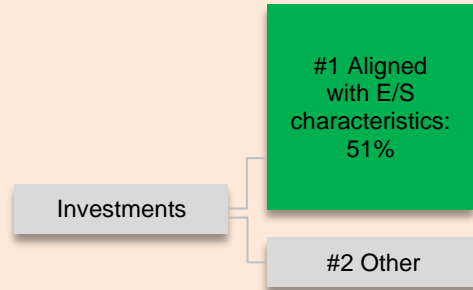 #1 Aligned
with E/S
characteristics:
51%
Investments
#2 Other